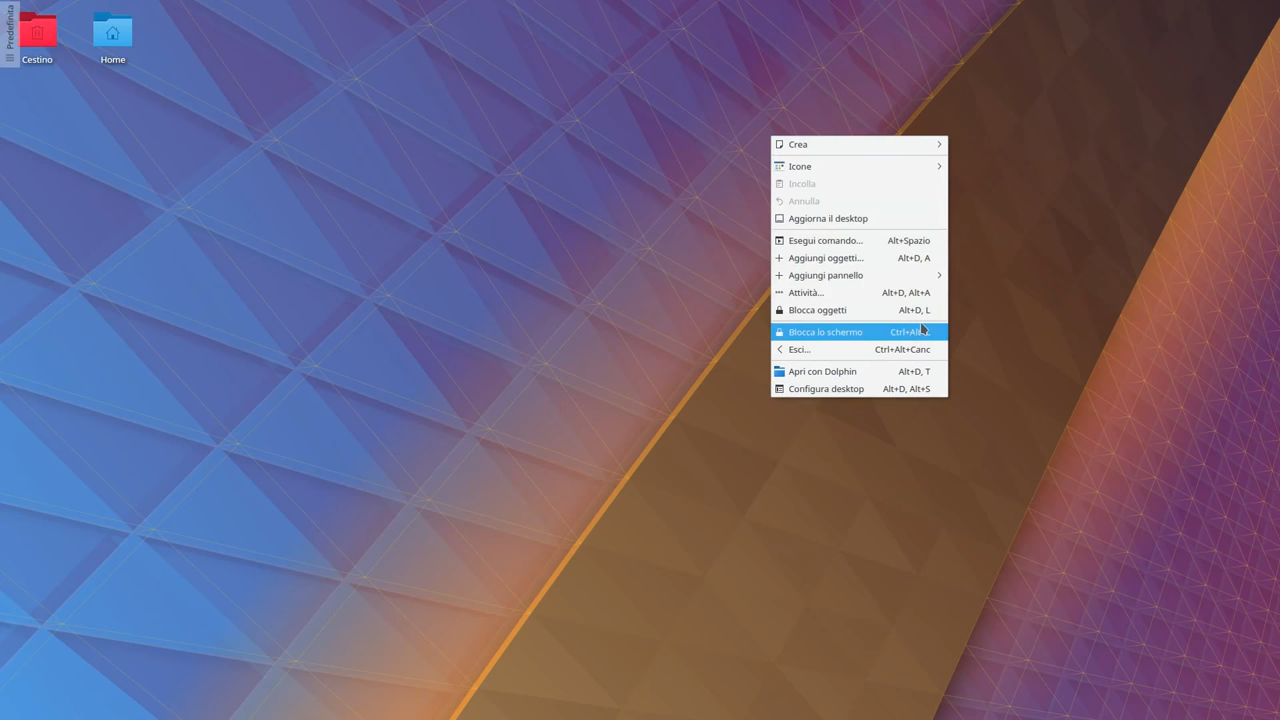 Predefinita
Cestino
Home
Crea
Icone
Incolla
Annulla
Aggiorna il desktop
Esegui comando... Alt+Spazio
Aggiungi oggetti... Alt+D, A
Aggiungi pannello
Attività... Alt+D, Alt+A
Blocca oggetti Alt+D, L
Blocca lo schermo
Esci... Ctrl+Alt+Canc
Apri con Dolphin Alt+D, T
Configura desktop Alt+D, Alt+S